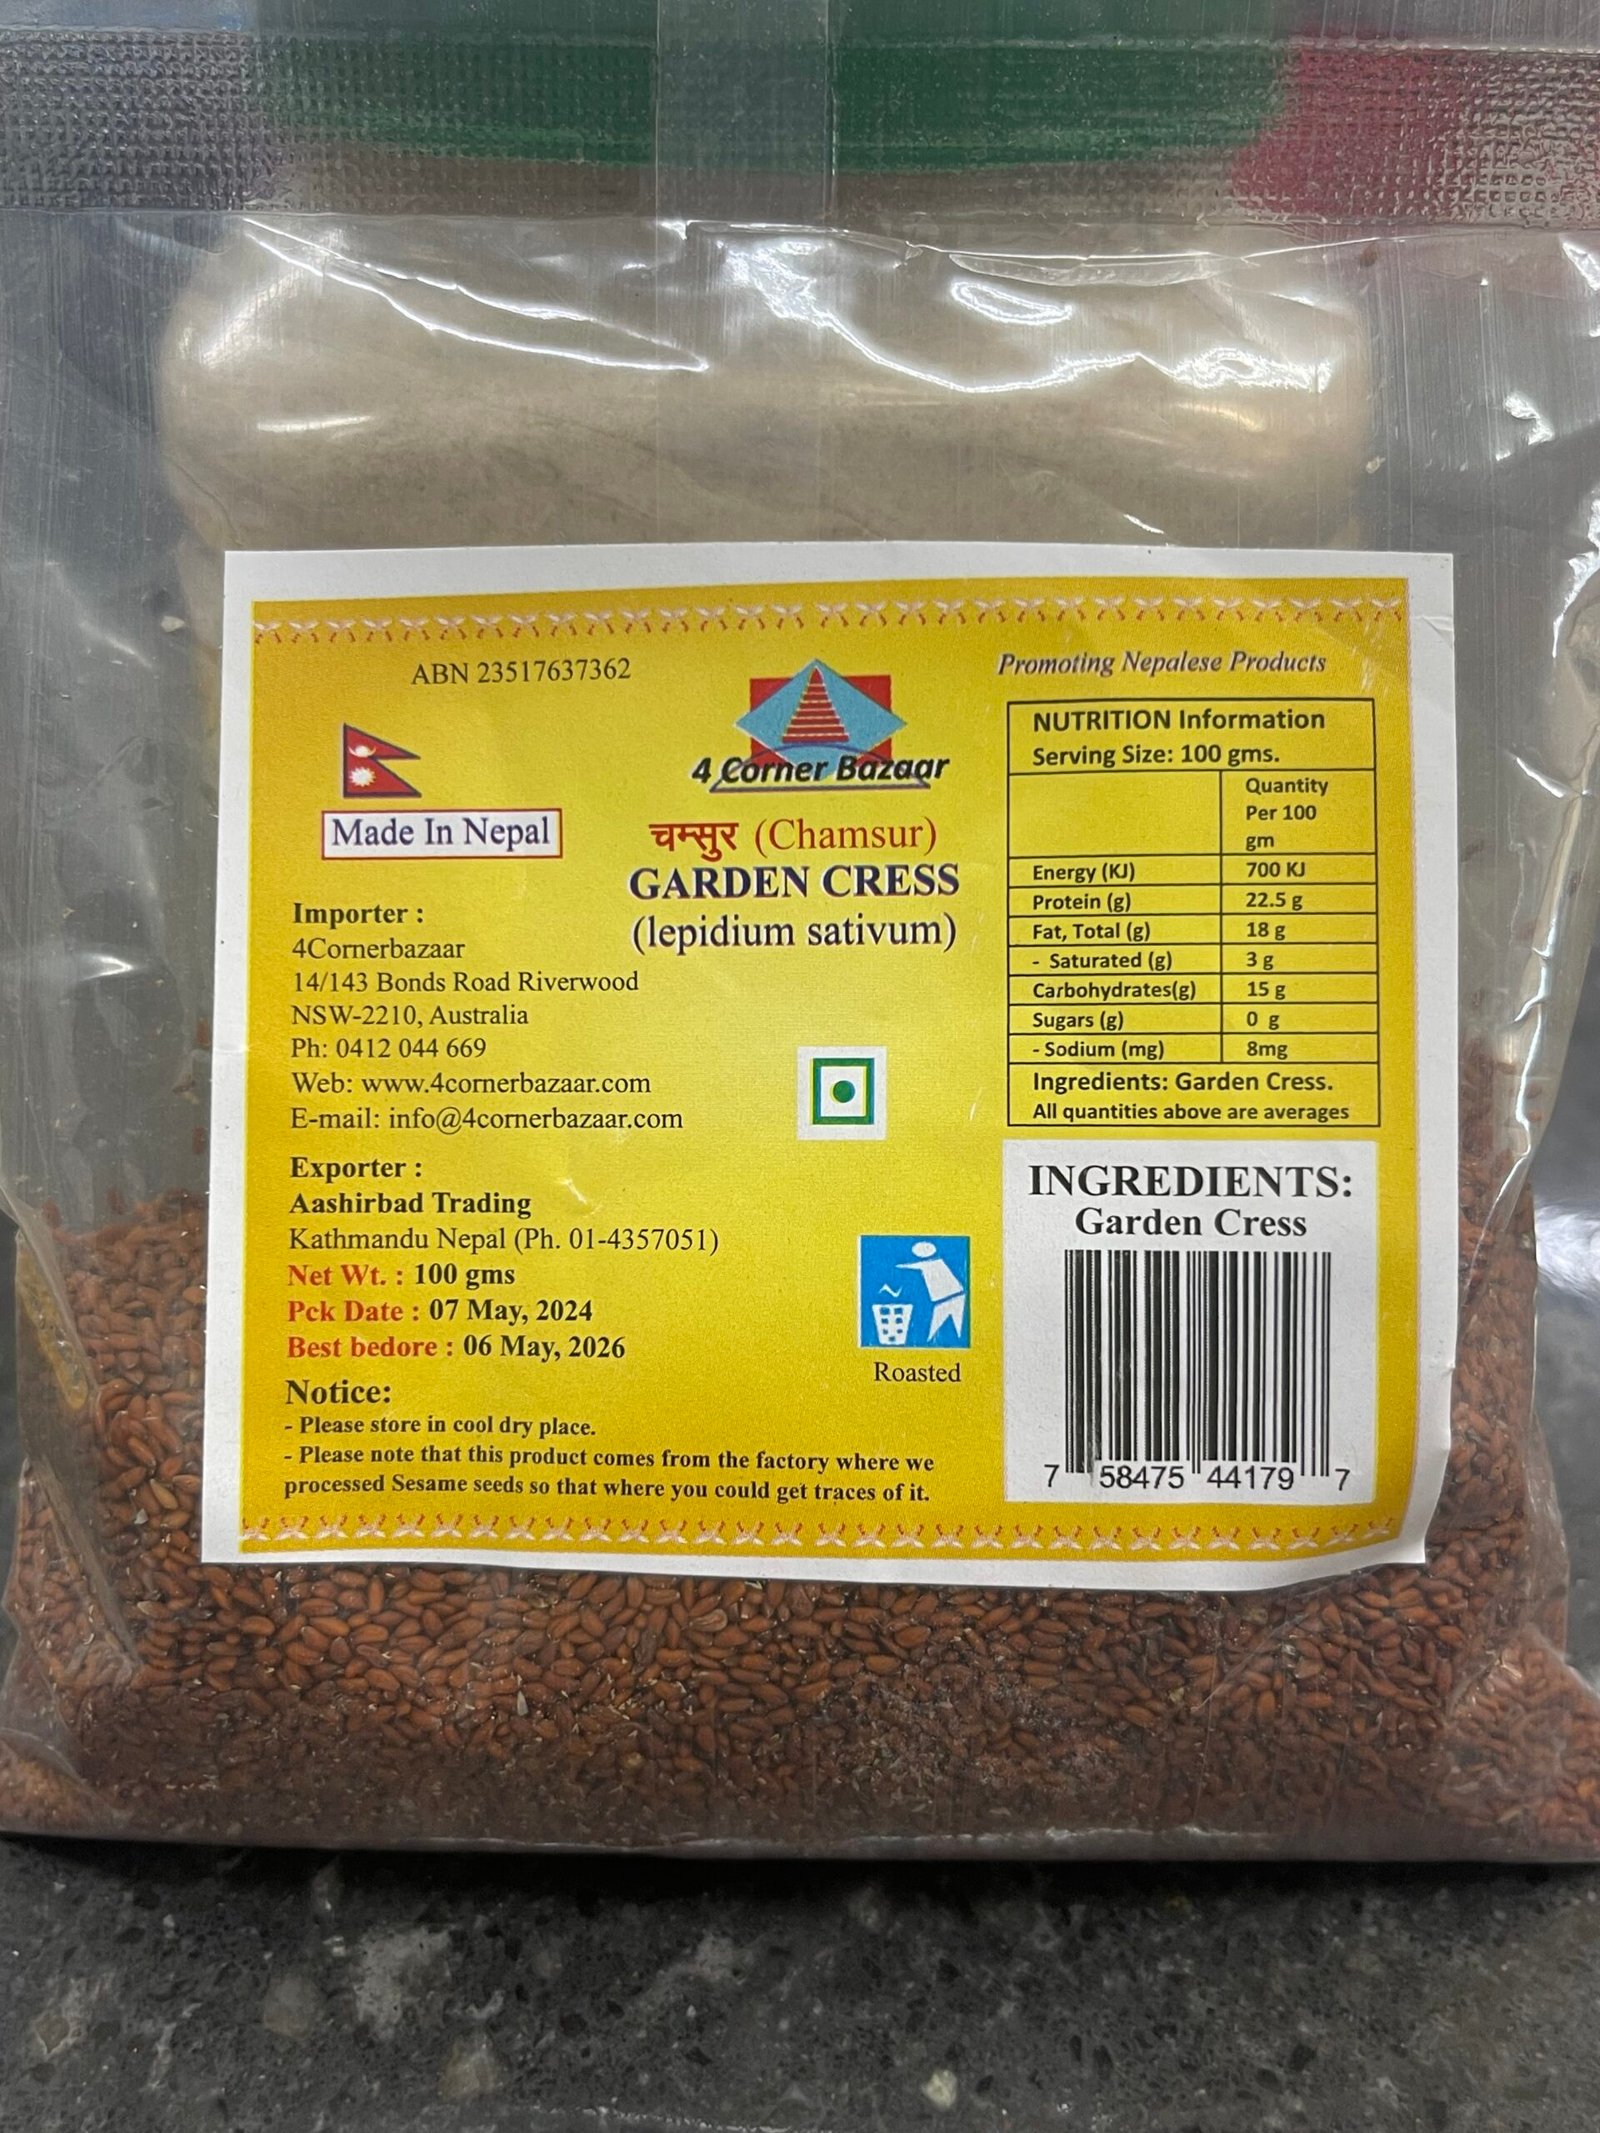 ABN 23517637362
Promoting Nepalese Products
4 Corner Bazaar
Made In Nepal
चम्सुर (Chamsur)
GARDEN CRESS
(lepidium sativum)
Importer :
4Cornerbazaar
14/143 Bonds Road Riverwood
NSW-2210, Australia
Ph: 0412 044 669
Web: www.4cornerbazaar.com
E-mail: info@4cornerbazaar.com
Exporter :
Aashirbad Trading
Kathmandu Nepal (Ph. 01-4357051)
Net Wt. : 100 gms
Pck Date : 07 May, 2024
Best bedore : 06 May, 2026
Notice:
- Please store in cool dry place.
- Please note that this product comes from the factory where we
processed Sesame seeds so that where you could get traces of it.
Roasted
NUTRITION Information
Serving Size: 100 gms.
Quantity
Per 100
gm
Energy (KJ) 700 KJ
Protein (g) 22.5 g
Fat, Total (g) 18 g
- Saturated (g) 3 g
Carbohydrates(g) 15 g
Sugars (g) 0 g
- Sodium (mg) 8mg
Ingredients: Garden Cress.
All quantities above are averages
INGREDIENTS:
Garden Cress
7 58475 44179 7